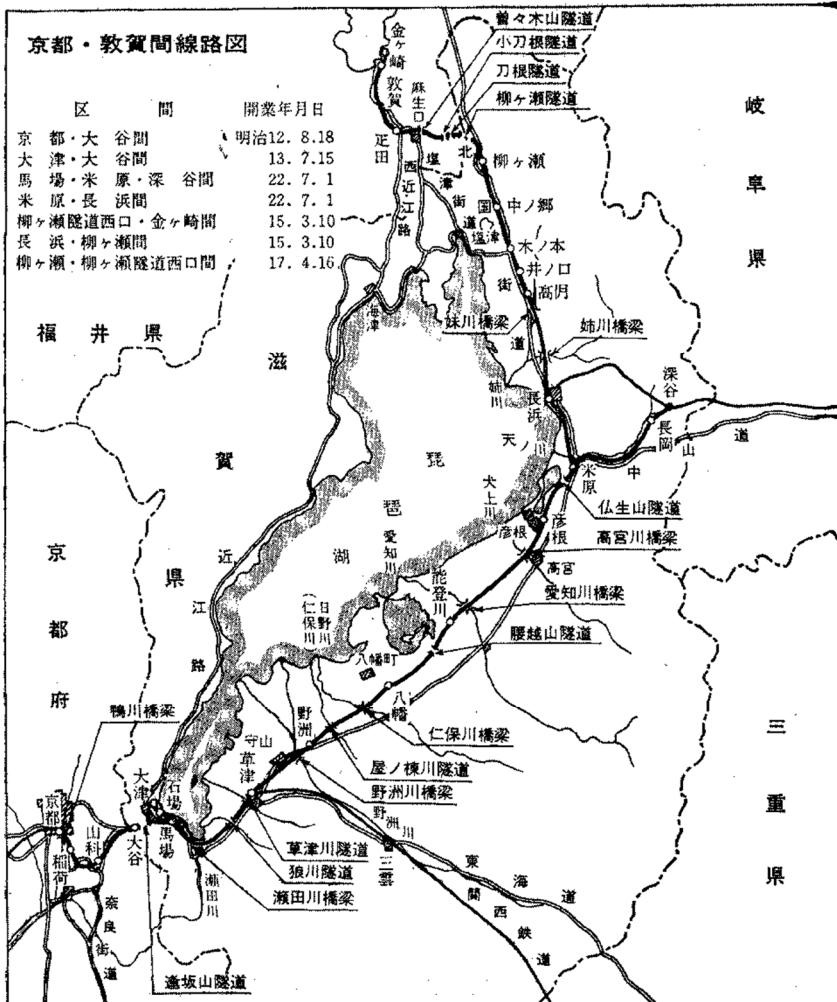 京都・敦賀間線路図
区間 開業年月日
京都・大谷間 明治12. 8.18
大津・大谷間 13. 7.15
馬場・米原・深谷間 22. 7. 1
米原・長浜間 22. 7. 1
柳ヶ瀬隧道西口・金ヶ崎間 15. 3.10
長浜・柳ヶ瀬間 15. 3.10
柳ヶ瀬・柳ヶ瀬隧道西口間 17. 4.16
曽々木山隧道
小刀根隧道
刀根隧道
柳ヶ瀬隧道
金ヶ崎
敦賀
麻生口
疋田
柳ヶ瀬
中ノ郷
木ノ本
井ノ口
高月
西近江路
塩津街道
塩津
北国街道
海津
妹川橋梁
姉川橋梁
姉川
長浜
深谷
長岡
中山道
天ノ川
米原
犬上川
彦根
彦根
仏生山隧道
高宮川橋梁
高宮
愛知川橋梁
腰越山隧道
岐阜県
福井県
滋賀県
京都府
三重県
琵琶湖
近江路
愛知川
能登川
日野川
仁保川
八幡町
八幡
仁保川橋梁
野洲
守山
草津
屋ノ棟川隧道
野洲川橋梁
野洲川
草津川隧道
狼川隧道
瀬田川橋梁
瀬田川
三雲
東海道
関西鉄道
鴨川橋梁
京都
稲荷
山科
大谷
大津
石場
馬場
奈良街道
逢坂山隧道